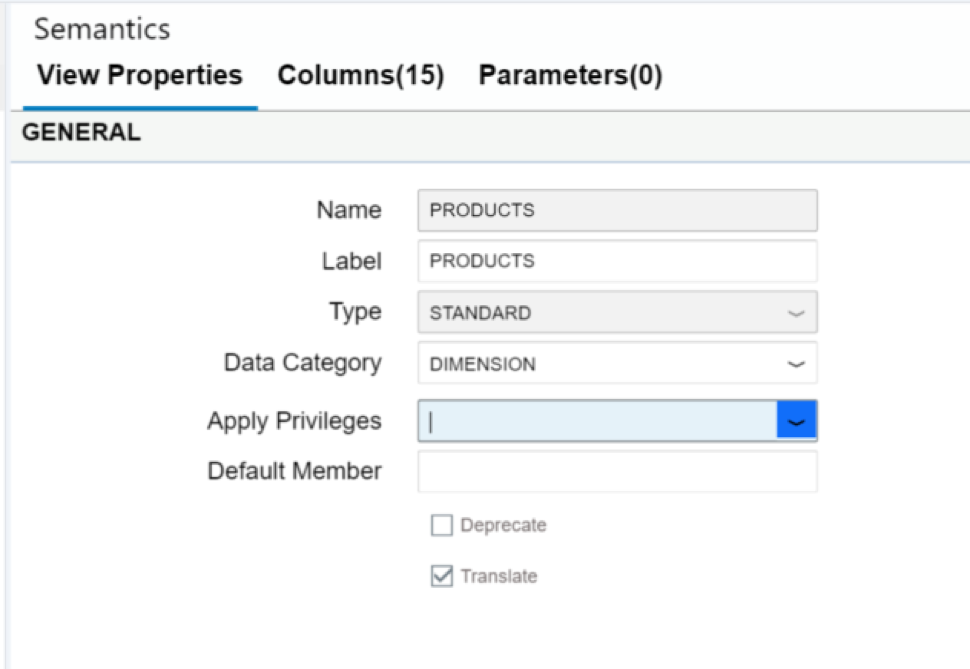 Semantics
View Properties Columns(15) Parameters(0)
GENERAL
Name PRODUCTS
Label PRODUCTS
Type STANDARD
Data Category DIMENSION
Apply Privileges
Default Member
Deprecate
Translate